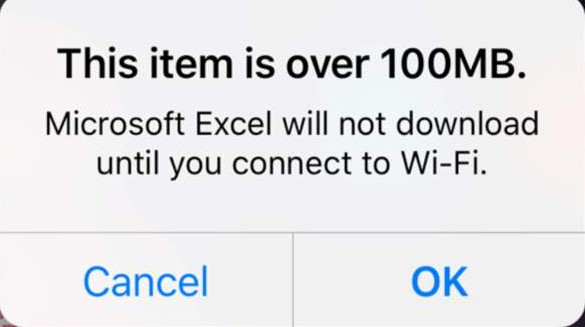 This item is over 100MB.
Microsoft Excel will not download
until you connect to Wi-Fi.
Cancel
OK